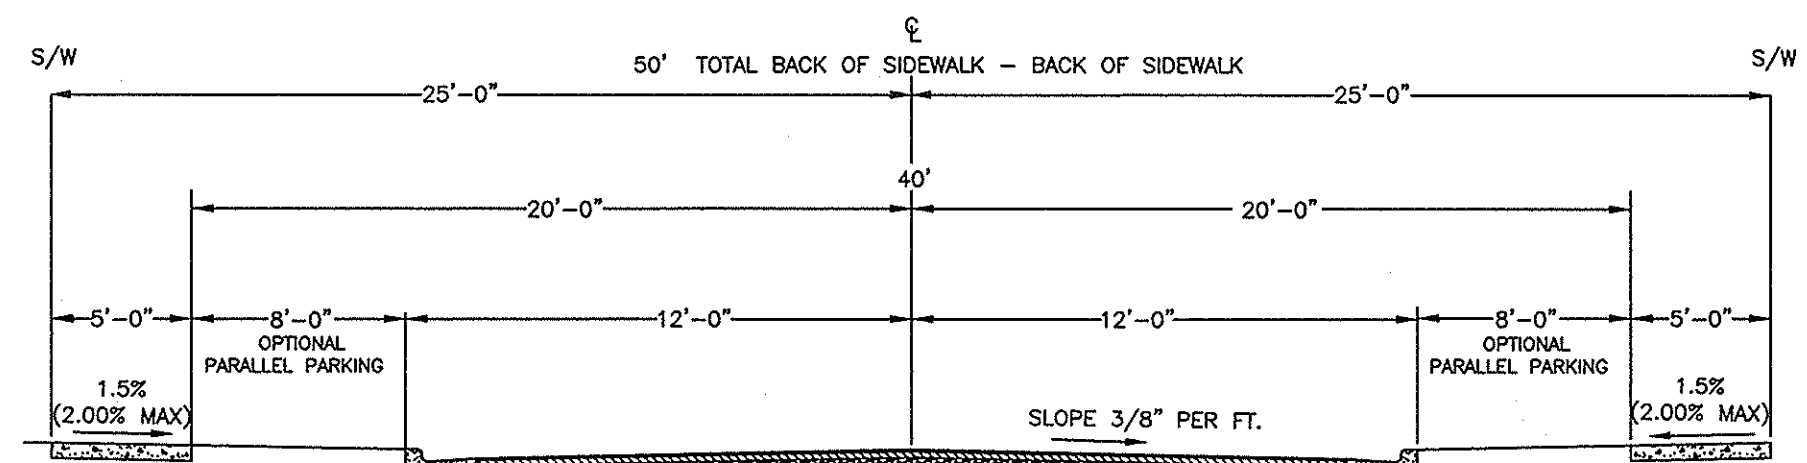 ℄
S/W
50' TOTAL BACK OF SIDEWALK – BACK OF SIDEWALK
S/W
25'-0"
25'-0"
40'
20'-0"
20'-0"
5'-0"
8'-0"
12'-0"
12'-0"
8'-0"
5'-0"
OPTIONAL
PARALLEL PARKING
OPTIONAL
PARALLEL PARKING
1.5%
(2.00% MAX)
SLOPE 3/8" PER FT.
1.5%
(2.00% MAX)